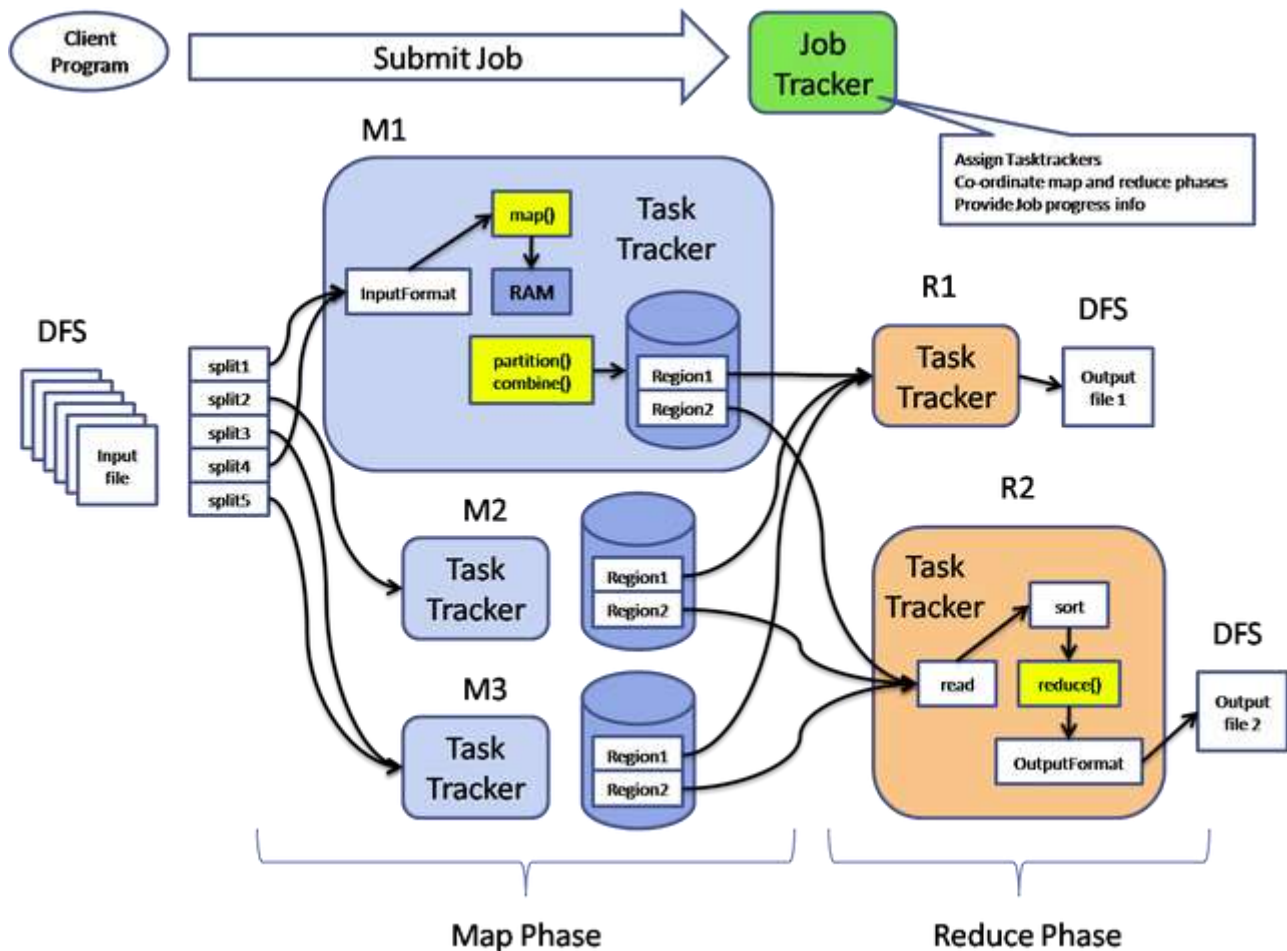 Client
Program
Submit Job
Job
Tracker
Assign Tasktrackers
Co-ordinate map and reduce phases
Provide Job progress info
M1
Task
Tracker
map()
InputFormat
RAM
partition()
combine()
Region1
Region2
DFS
Input
file
split1
split2
split3
split4
split5
M2
Task
Tracker
Region1
Region2
M3
Task
Tracker
Region1
Region2
R1
Task
Tracker
DFS
Output
file 1
R2
Task
Tracker
sort
read
reduce()
OutputFormat
DFS
Output
file 2
Map Phase
Reduce Phase